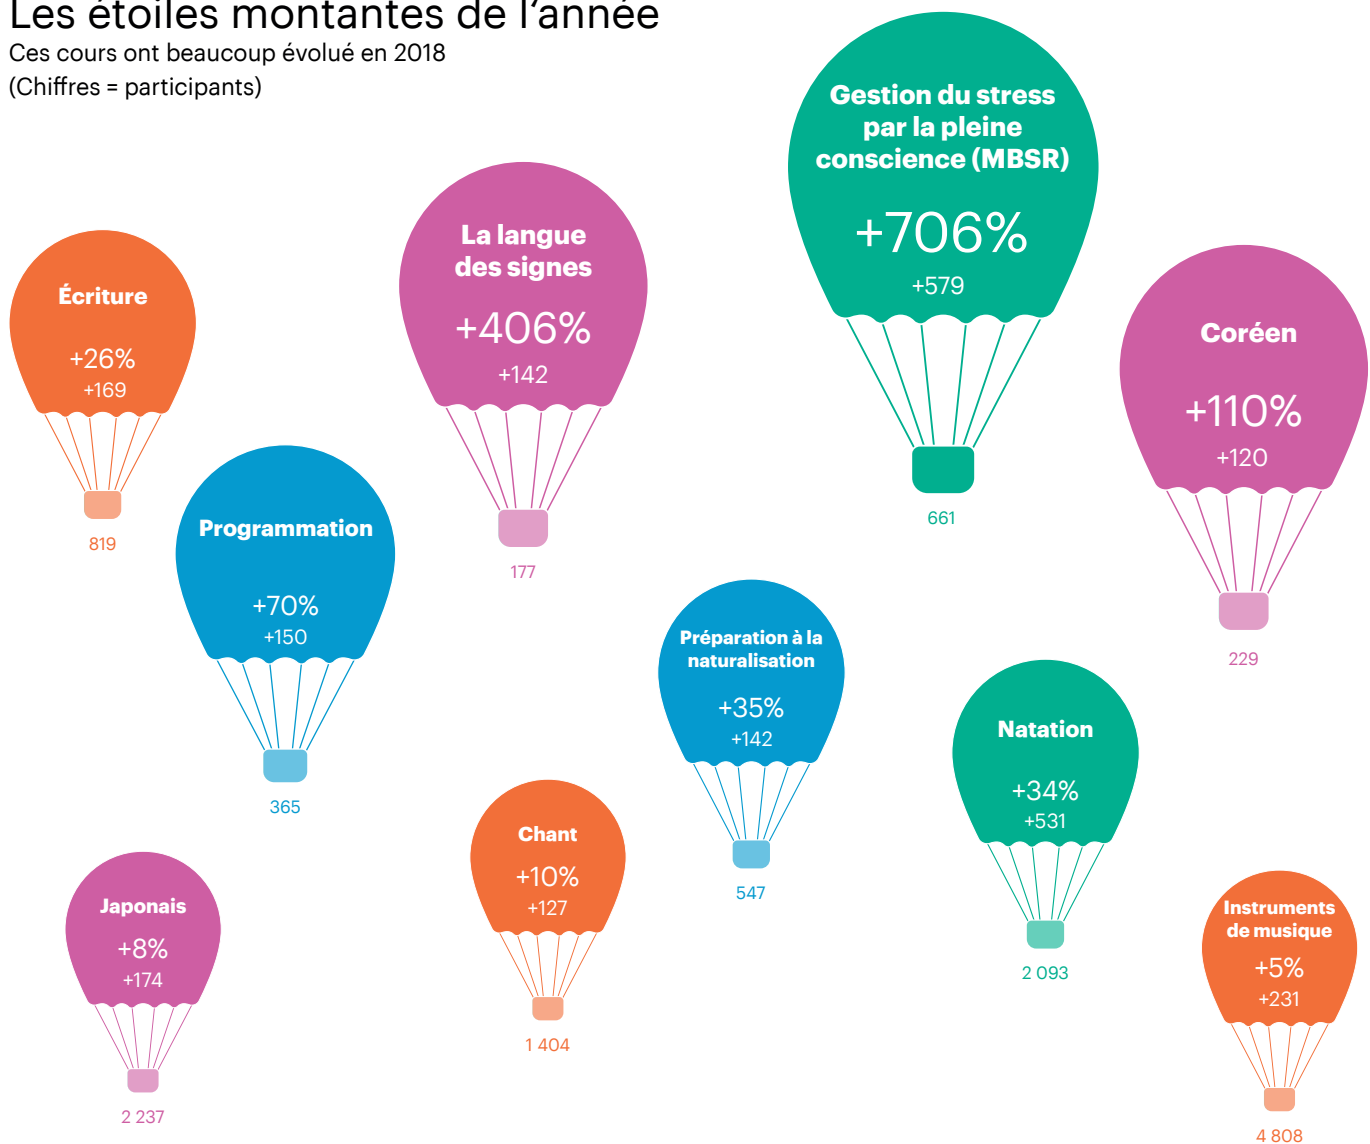 Les étoiles montantes de l’année
Ces cours ont beaucoup évolué en 2018
(Chiffres = participants)
Gestion du stress
par la pleine
conscience (MBSR)
+706%
+579
661
La langue
des signes
+406%
+142
177
Écriture
+26%
+169
819
Coréen
+110%
+120
229
Programmation
+70%
+150
365
Préparation à la
naturalisation
+35%
+142
547
Natation
+34%
+531
2 093
Chant
+10%
+127
1 404
Japonais
+8%
+174
2 237
Instruments
de musique
+5%
+231
4 808